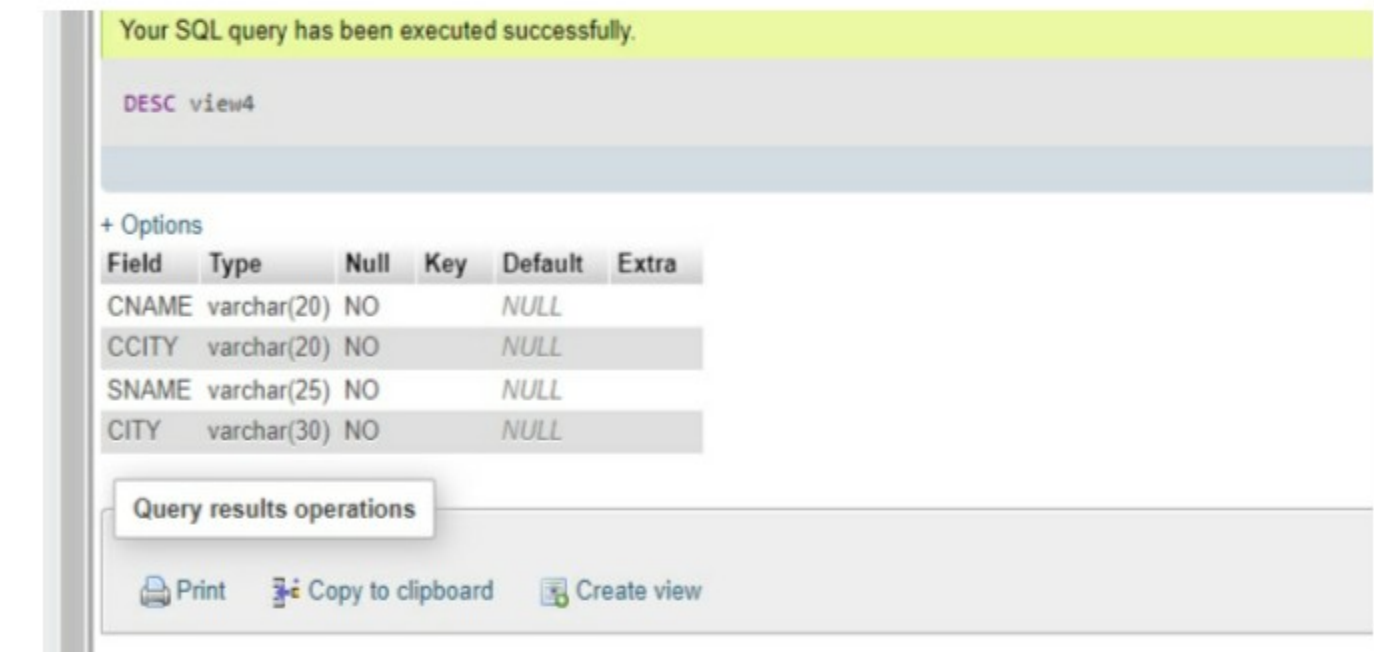 Your SQL query has been executed successfully.
DESC view4
+ Options
Field Type Null Key Default Extra
CNAME varchar(20) NO NULL
CCITY varchar(20) NO NULL
SNAME varchar(25) NO NULL
CITY varchar(30) NO NULL
Query results operations
Print Copy to clipboard Create view